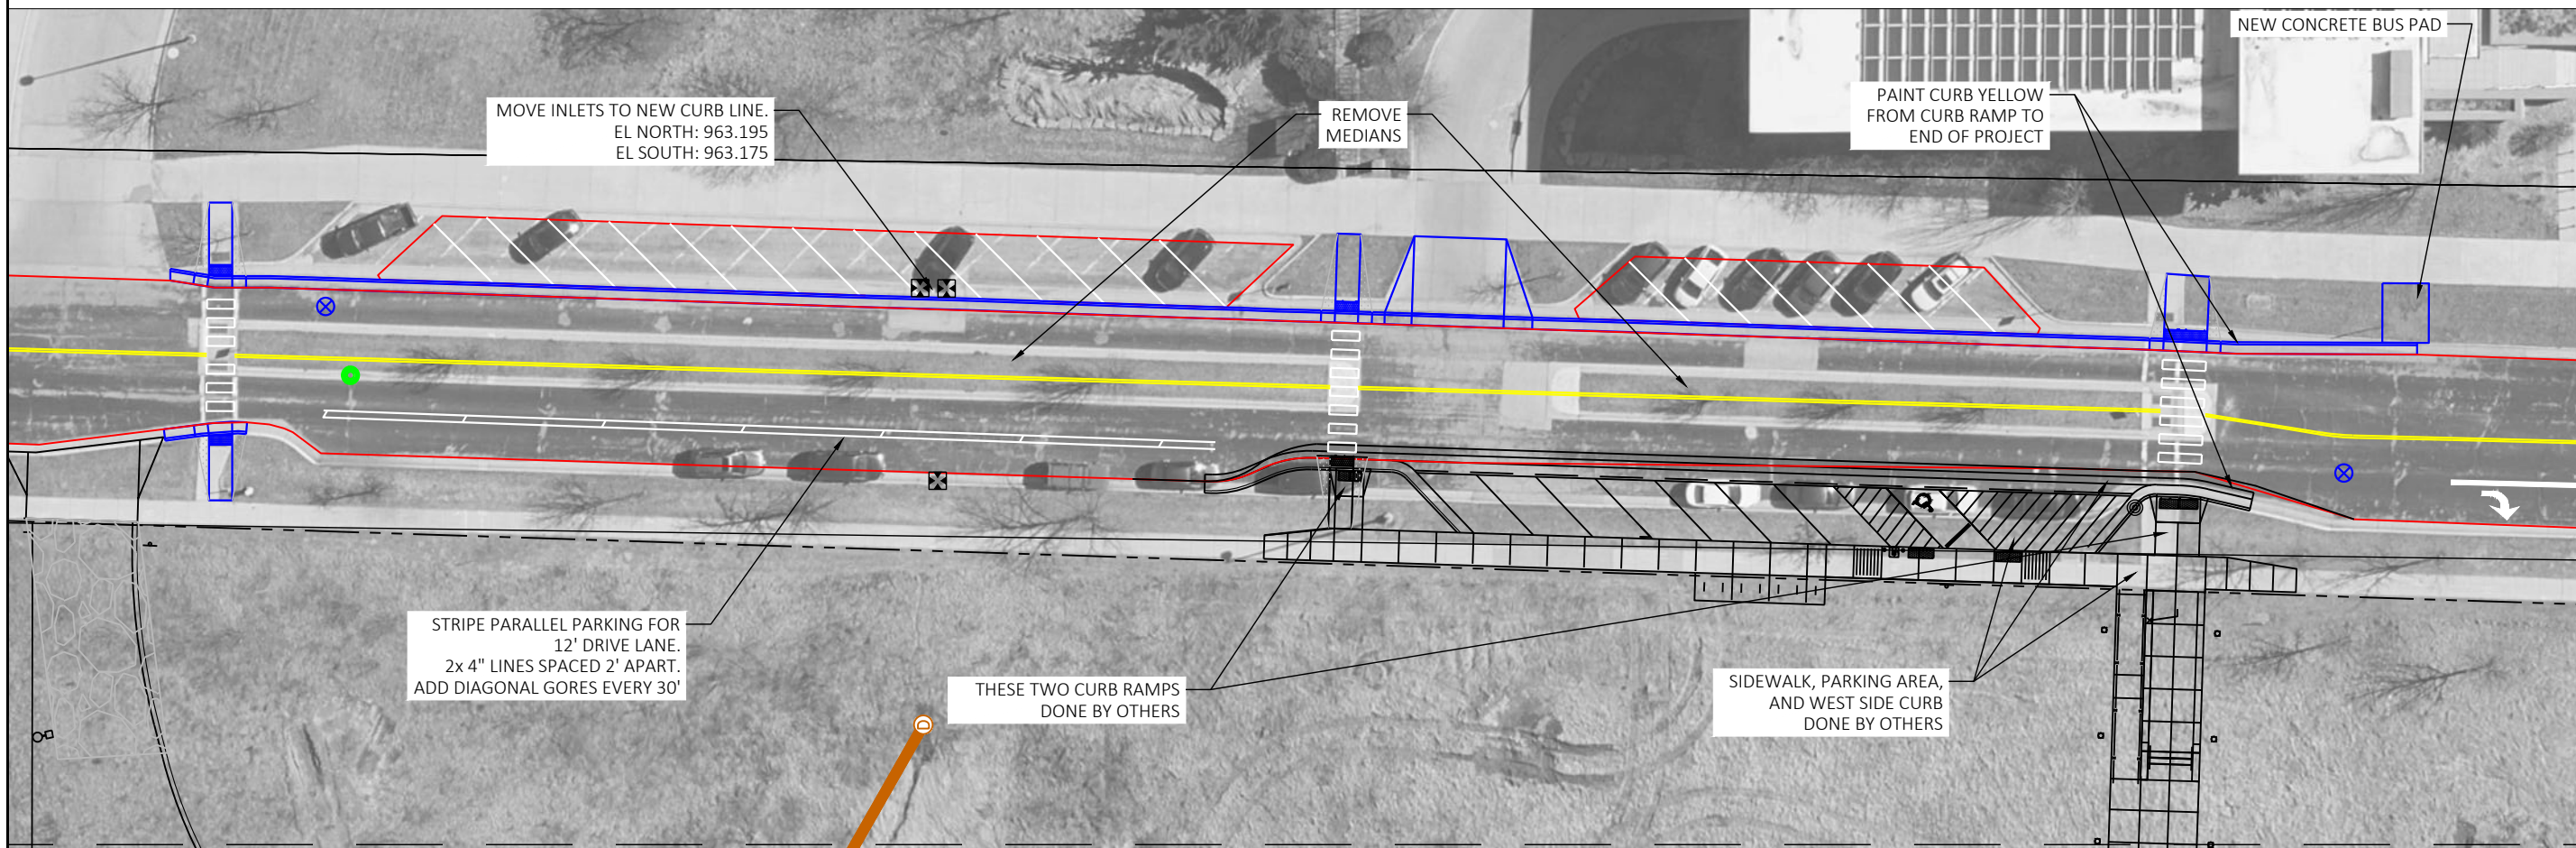 NEW CONCRETE BUS PAD
MOVE INLETS TO NEW CURB LINE.
EL NORTH: 963.195
EL SOUTH: 963.175
REMOVE
MEDIANS
PAINT CURB YELLOW
FROM CURB RAMP TO
END OF PROJECT
STRIPE PARALLEL PARKING FOR
12' DRIVE LANE.
2x 4" LINES SPACED 2' APART.
ADD DIAGONAL GORES EVERY 30'
THESE TWO CURB RAMPS
DONE BY OTHERS
SIDEWALK, PARKING AREA,
AND WEST SIDE CURB
DONE BY OTHERS